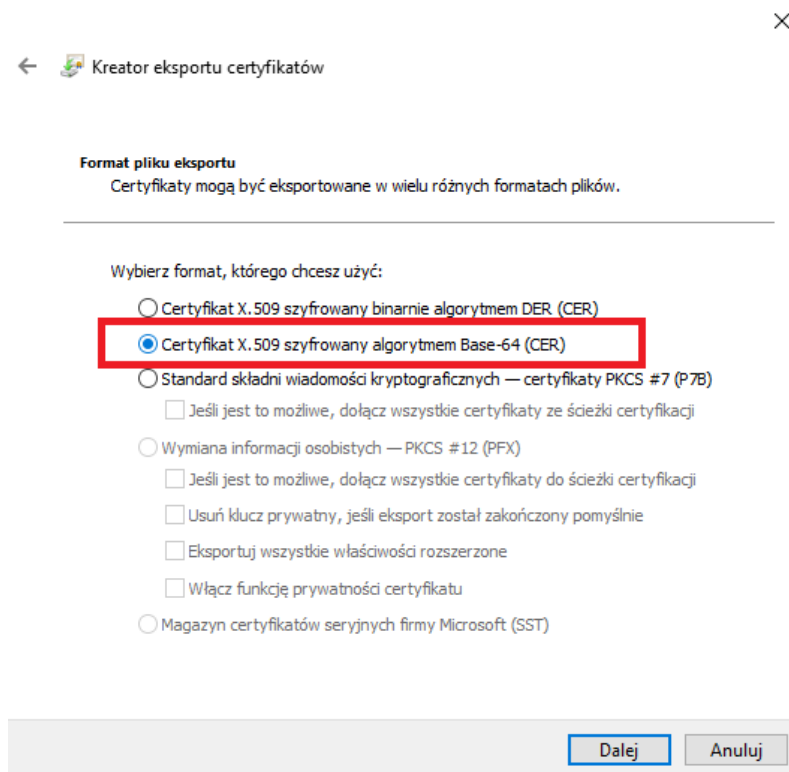 Kreator eksportu certyfikatów
Format pliku eksportu
Certyfikaty mogą być eksportowane w wielu różnych formatach plików.
Wybierz format, którego chcesz użyć:
Certyfikat X.509 szyfrowany binarnie algorytmem DER (CER)
Certyfikat X.509 szyfrowany algorytmem Base-64 (CER)
Standard składni wiadomości kryptograficznych — certyfikaty PKCS #7 (P7B)
Jeśli jest to możliwe, dołącz wszystkie certyfikaty ze ścieżki certyfikacji
Wymiana informacji osobistych — PKCS #12 (PFX)
Jeśli jest to możliwe, dołącz wszystkie certyfikaty do ścieżki certyfikacji
Usuń klucz prywatny, jeśli eksport został zakończony pomyślnie
Eksportuj wszystkie właściwości rozszerzone
Włącz funkcję prywatności certyfikatu
Magazyn certyfikatów seryjnych firmy Microsoft (SST)
Dalej Anuluj